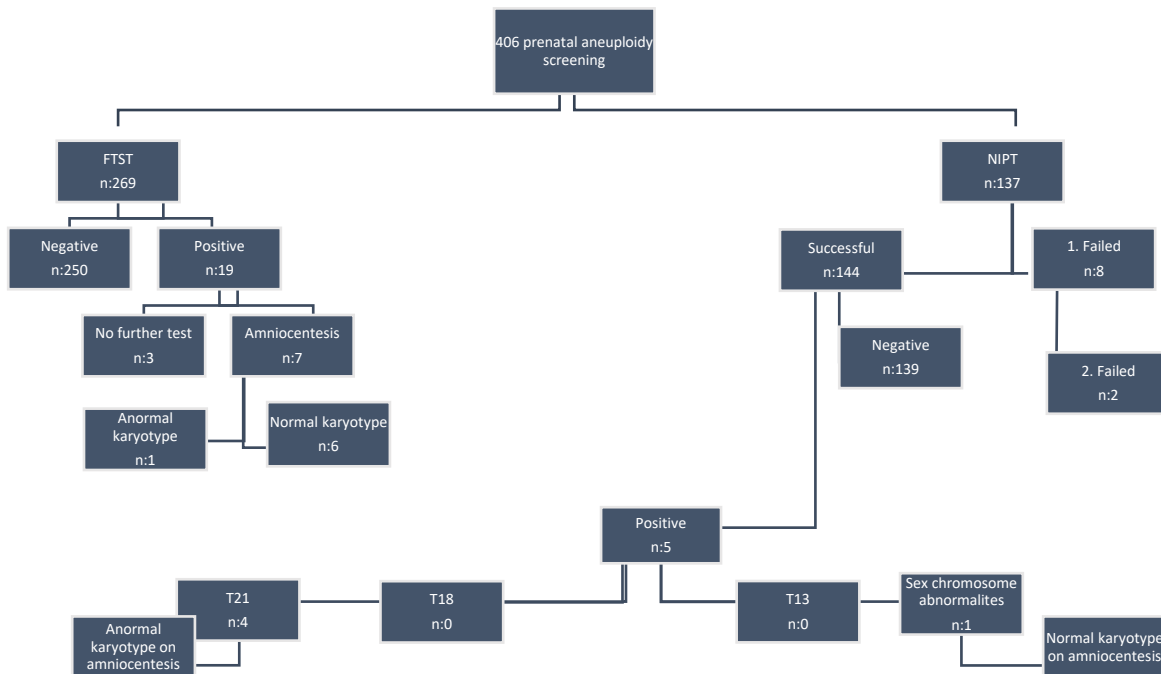 406 prenatal aneuploidy
screening
FTST
n:269
NIPT
n:137
Negative
n:250
Positive
n:19
Successful
n:144
1. Failed
n:8
No further test
n:3
Amniocentesis
n:7
Negative
n:139
2. Failed
n:2
Anormal
karyotype
n:1
Normal karyotype
n:6
Positive
n:5
T21
n:4
T18
n:0
T13
n:0
Sex chromosome
abnormalites
n:1
Anormal
karyotype on
amniocentesis
Normal karyotype
on amniocentesis